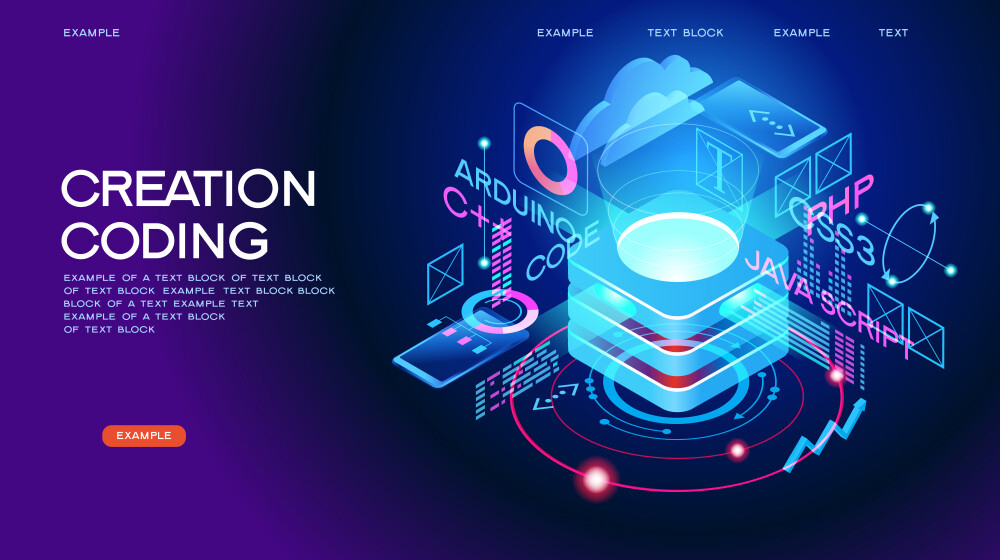 EXAMPLE
EXAMPLE TEXT BLOCK EXAMPLE TEXT
CREATION
CODING
EXAMPLE OF A TEXT BLOCK OF TEXT BLOCK
OF TEXT BLOCK EXAMPLE TEXT BLOCK BLOCK
BLOCK OF A TEXT EXAMPLE TEXT
EXAMPLE OF A TEXT BLOCK
OF TEXT BLOCK
EXAMPLE
ARDUINO
C++
CODE
T
PHP
CSS3
JAVA SCRIPT